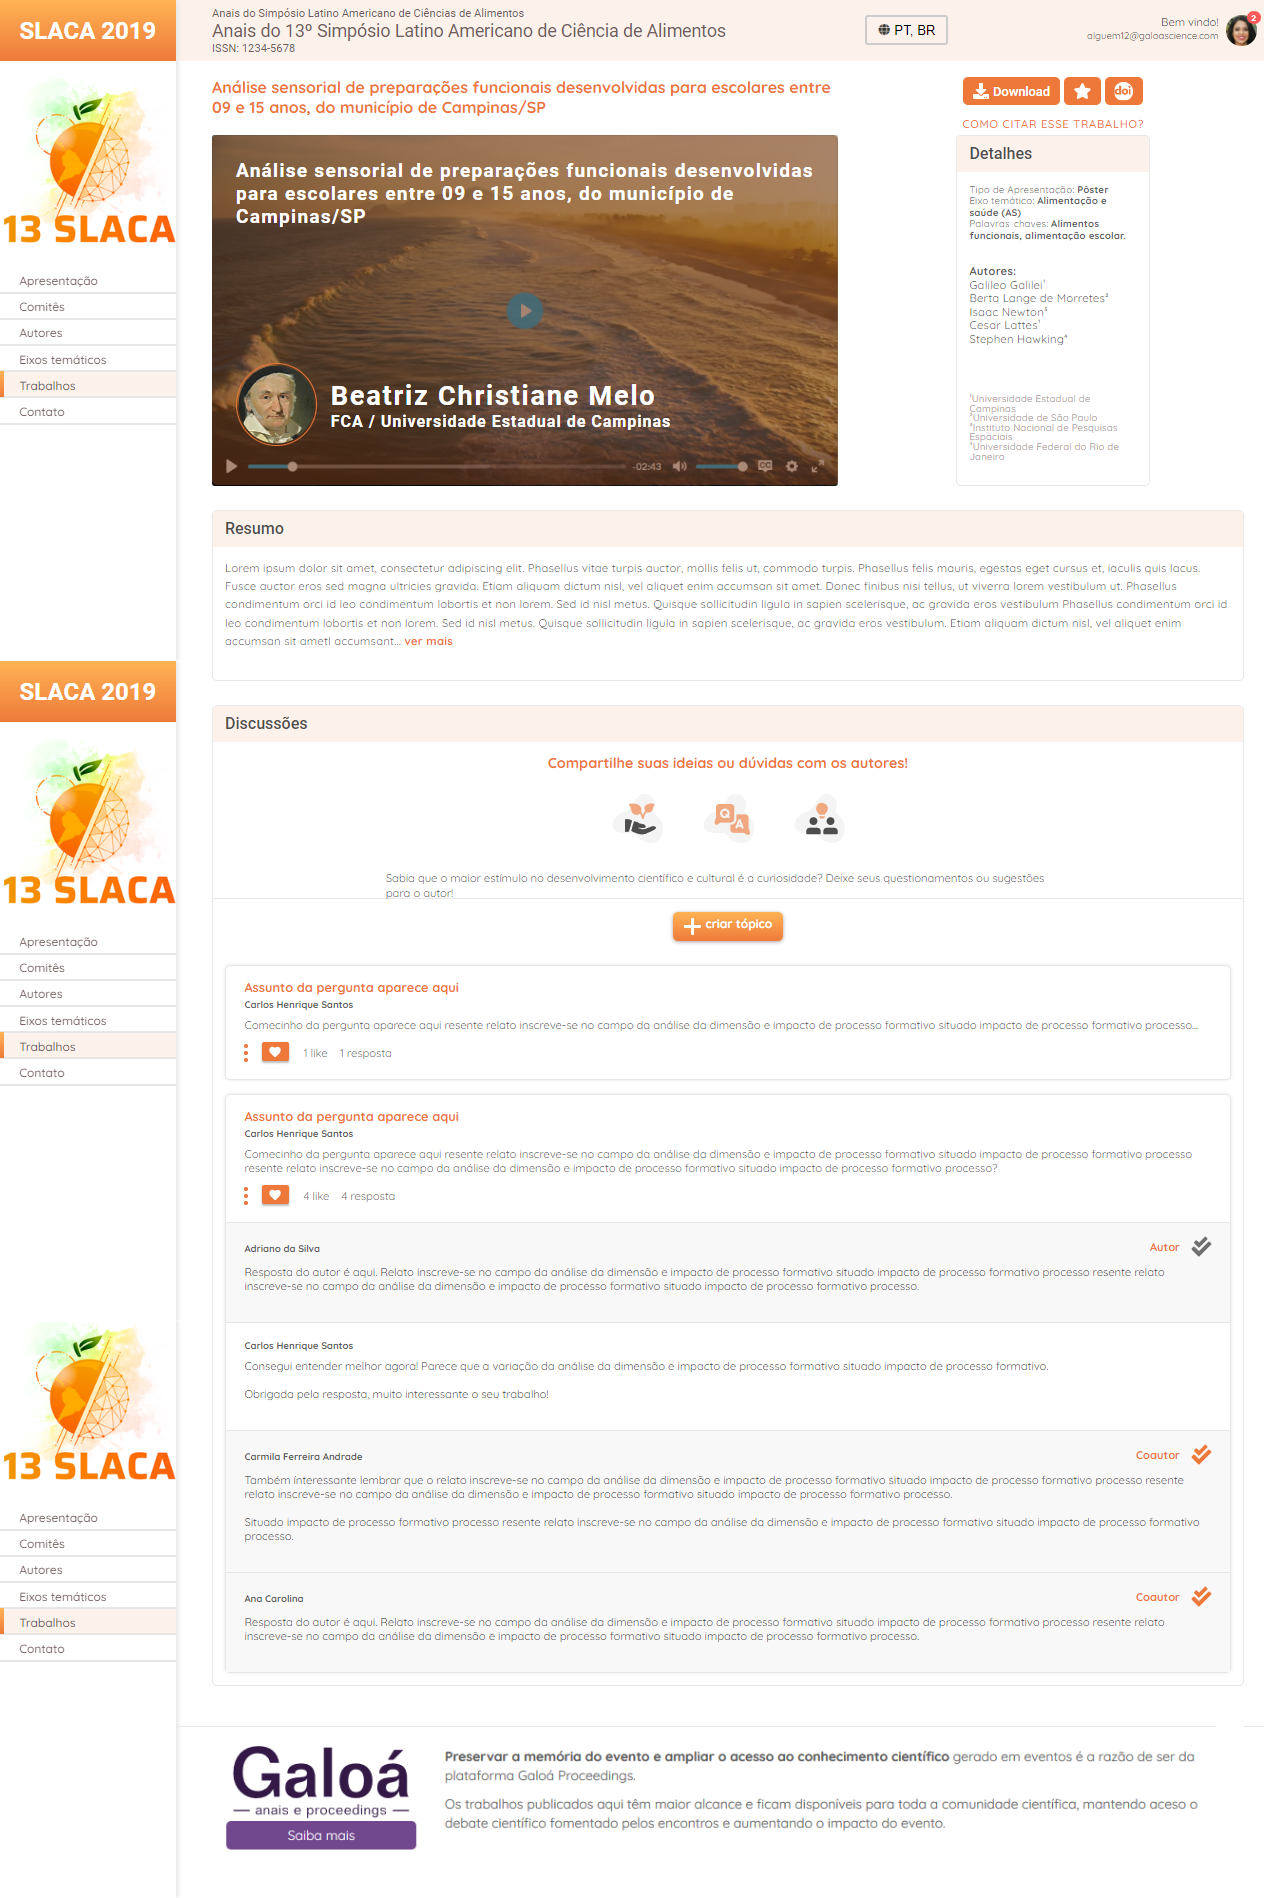 SLACA 2019
Anais do Simpósio Latino Americano de Ciências de Alimentos
Anais do 13º Simpósio Latino Americano de Ciência de Alimentos
ISSN: 1234-5678
PT, BR
Bem vindo!
alguem12@galoascience.com
2
13 SLACA
Apresentação
Comitês
Autores
Eixos temáticos
Trabalhos
Contato
Análise sensorial de preparações funcionais desenvolvidas para escolares entre
09 e 15 anos, do município de Campinas/SP
Download
doi
COMO CITAR ESSE TRABALHO?
Análise sensorial de preparações funcionais desenvolvidas
para escolares entre 09 e 15 anos, do município de
Campinas/SP
Beatriz Christiane Melo
FCA / Universidade Estadual de Campinas
-02:43
CC
Detalhes
Tipo de Apresentação: Pôster
Eixo temático: Alimentação e
saúde (AS)
Palavras chaves: Alimentos
funcionais, alimentação escolar.
Autores:
Galileo Galilei¹
Berta Lange de Morretes²
Isaac Newton³
Cesar Lattes¹
Stephen Hawking⁴
¹Universidade Estadual de
Campinas
²Universidade de São Paulo
³Instituto Nacional de Pesquisas
Espaciais
⁴Universidade Federal do Rio de
Janeiro
Resumo
Lorem ipsum dolor sit amet, consectetur adipiscing elit. Phasellus vitae turpis auctor, mollis felis ut, commodo turpis. Phasellus felis mauris, egestas eget cursus et, iaculis quis lacus.
Fusce auctor eros sed magna ultricies gravida. Etiam aliquam dictum nisl, vel aliquet enim accumsan sit amet. Donec finibus nisi tellus, ut viverra lorem vestibulum ut. Phasellus
condimentum orci id leo condimentum lobortis et non lorem. Sed id nisl metus. Quisque sollicitudin ligula in sapien scelerisque, ac gravida eros vestibulum Phasellus condimentum orci id
leo condimentum lobortis et non lorem. Sed id nisl metus. Quisque sollicitudin ligula in sapien scelerisque, ac gravida eros vestibulum. Etiam aliquam dictum nisl, vel aliquet enim
accumsan sit ametl accumsant... ver mais
SLACA 2019
13 SLACA
Apresentação
Comitês
Autores
Eixos temáticos
Trabalhos
Contato
Discussões
Compartilhe suas ideias ou dúvidas com os autores!
Q
A
Sabia que o maior estímulo no desenvolvimento científico e cultural é a curiosidade? Deixe seus questionamentos ou sugestões
para o autor!
criar tópico
Assunto da pergunta aparece aqui
Carlos Henrique Santos
Comecinho da pergunta aparece aqui resente relato inscreve-se no campo da análise da dimensão e impacto de processo formativo situado impacto de processo formativo processo...
1 like 1 resposta
Assunto da pergunta aparece aqui
Carlos Henrique Santos
Comecinho da pergunta aparece aqui resente relato inscreve-se no campo da análise da dimensão e impacto de processo formativo situado impacto de processo formativo processo
resente relato inscreve-se no campo da análise da dimensão e impacto de processo formativo situado impacto de processo formativo processo?
4 like 4 resposta
Adriano da Silva
Autor
Resposta do autor é aqui. Relato inscreve-se no campo da análise da dimensão e impacto de processo formativo situado impacto de processo formativo processo resente relato
inscreve-se no campo da análise da dimensão e impacto de processo formativo situado impacto de processo formativo processo.
Carlos Henrique Santos
Consegui entender melhor agora! Parece que a variação da análise da dimensão e impacto de processo formativo situado impacto de processo formativo.
Obrigada pela resposta, muito interessante o seu trabalho!
Carmila Ferreira Andrade
Coautor
Também interessante lembrar que o relato inscreve-se no campo da análise da dimensão e impacto de processo formativo situado impacto de processo formativo processo resente
relato inscreve-se no campo da análise da dimensão e impacto de processo formativo situado impacto de processo formativo processo.
Situado impacto de processo formativo processo resente relato inscreve-se no campo da análise da dimensão e impacto de processo formativo situado impacto de processo formativo
processo.
Ana Carolina
Coautor
Resposta do autor é aqui. Relato inscreve-se no campo da análise da dimensão e impacto de processo formativo situado impacto de processo formativo processo resente relato
inscreve-se no campo da análise da dimensão e impacto de processo formativo situado impacto de processo formativo processo.
13 SLACA
Apresentação
Comitês
Autores
Eixos temáticos
Trabalhos
Contato
Galoá
anais e proceedings
Saiba mais
Preservar a memória do evento e ampliar o acesso ao conhecimento científico gerado em eventos é a razão de ser da
plataforma Galoá Proceedings.
Os trabalhos publicados aqui têm maior alcance e ficam disponíveis para toda a comunidade científica, mantendo aceso o
debate científico fomentado pelos encontros e aumentando o impacto do evento.